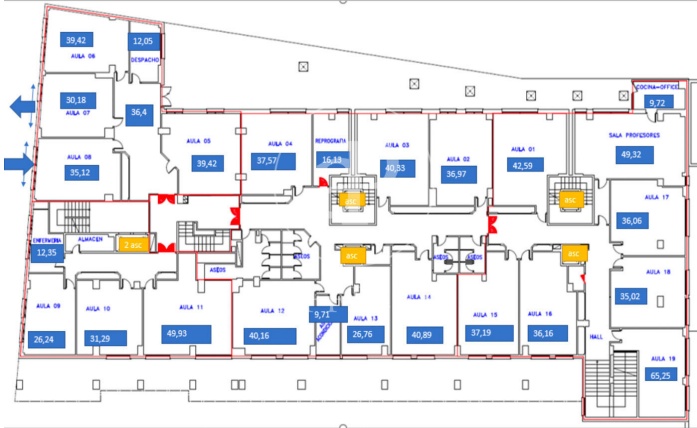 39,42
AULA 06
12,05
DESPACHO
30,18
AULA 07
36,4
AULA 08
35,12
AULA 05
39,42
AULA 04
37,57
REPROGRAFIA
16,13
AULA 03
40,33
AULA 02
36,97
AULA 01
42,59
COCINA-OFFICE
9,72
SALA PROFESORES
49,32
asc
asc
AULA 17
36,06
ENFERMERIA
12,35
ALMACEN
2 asc
ASEOS
ASEOS
asc
ASEOS
ASEOS
asc
AULA 18
35,02
AULA 09
26,24
AULA 10
31,29
AULA 11
49,93
AULA 12
40,16
9,71
AULA 13
26,76
AULA 14
40,89
AULA 15
37,19
AULA 16
36,16
HALL
AULA 19
65,25